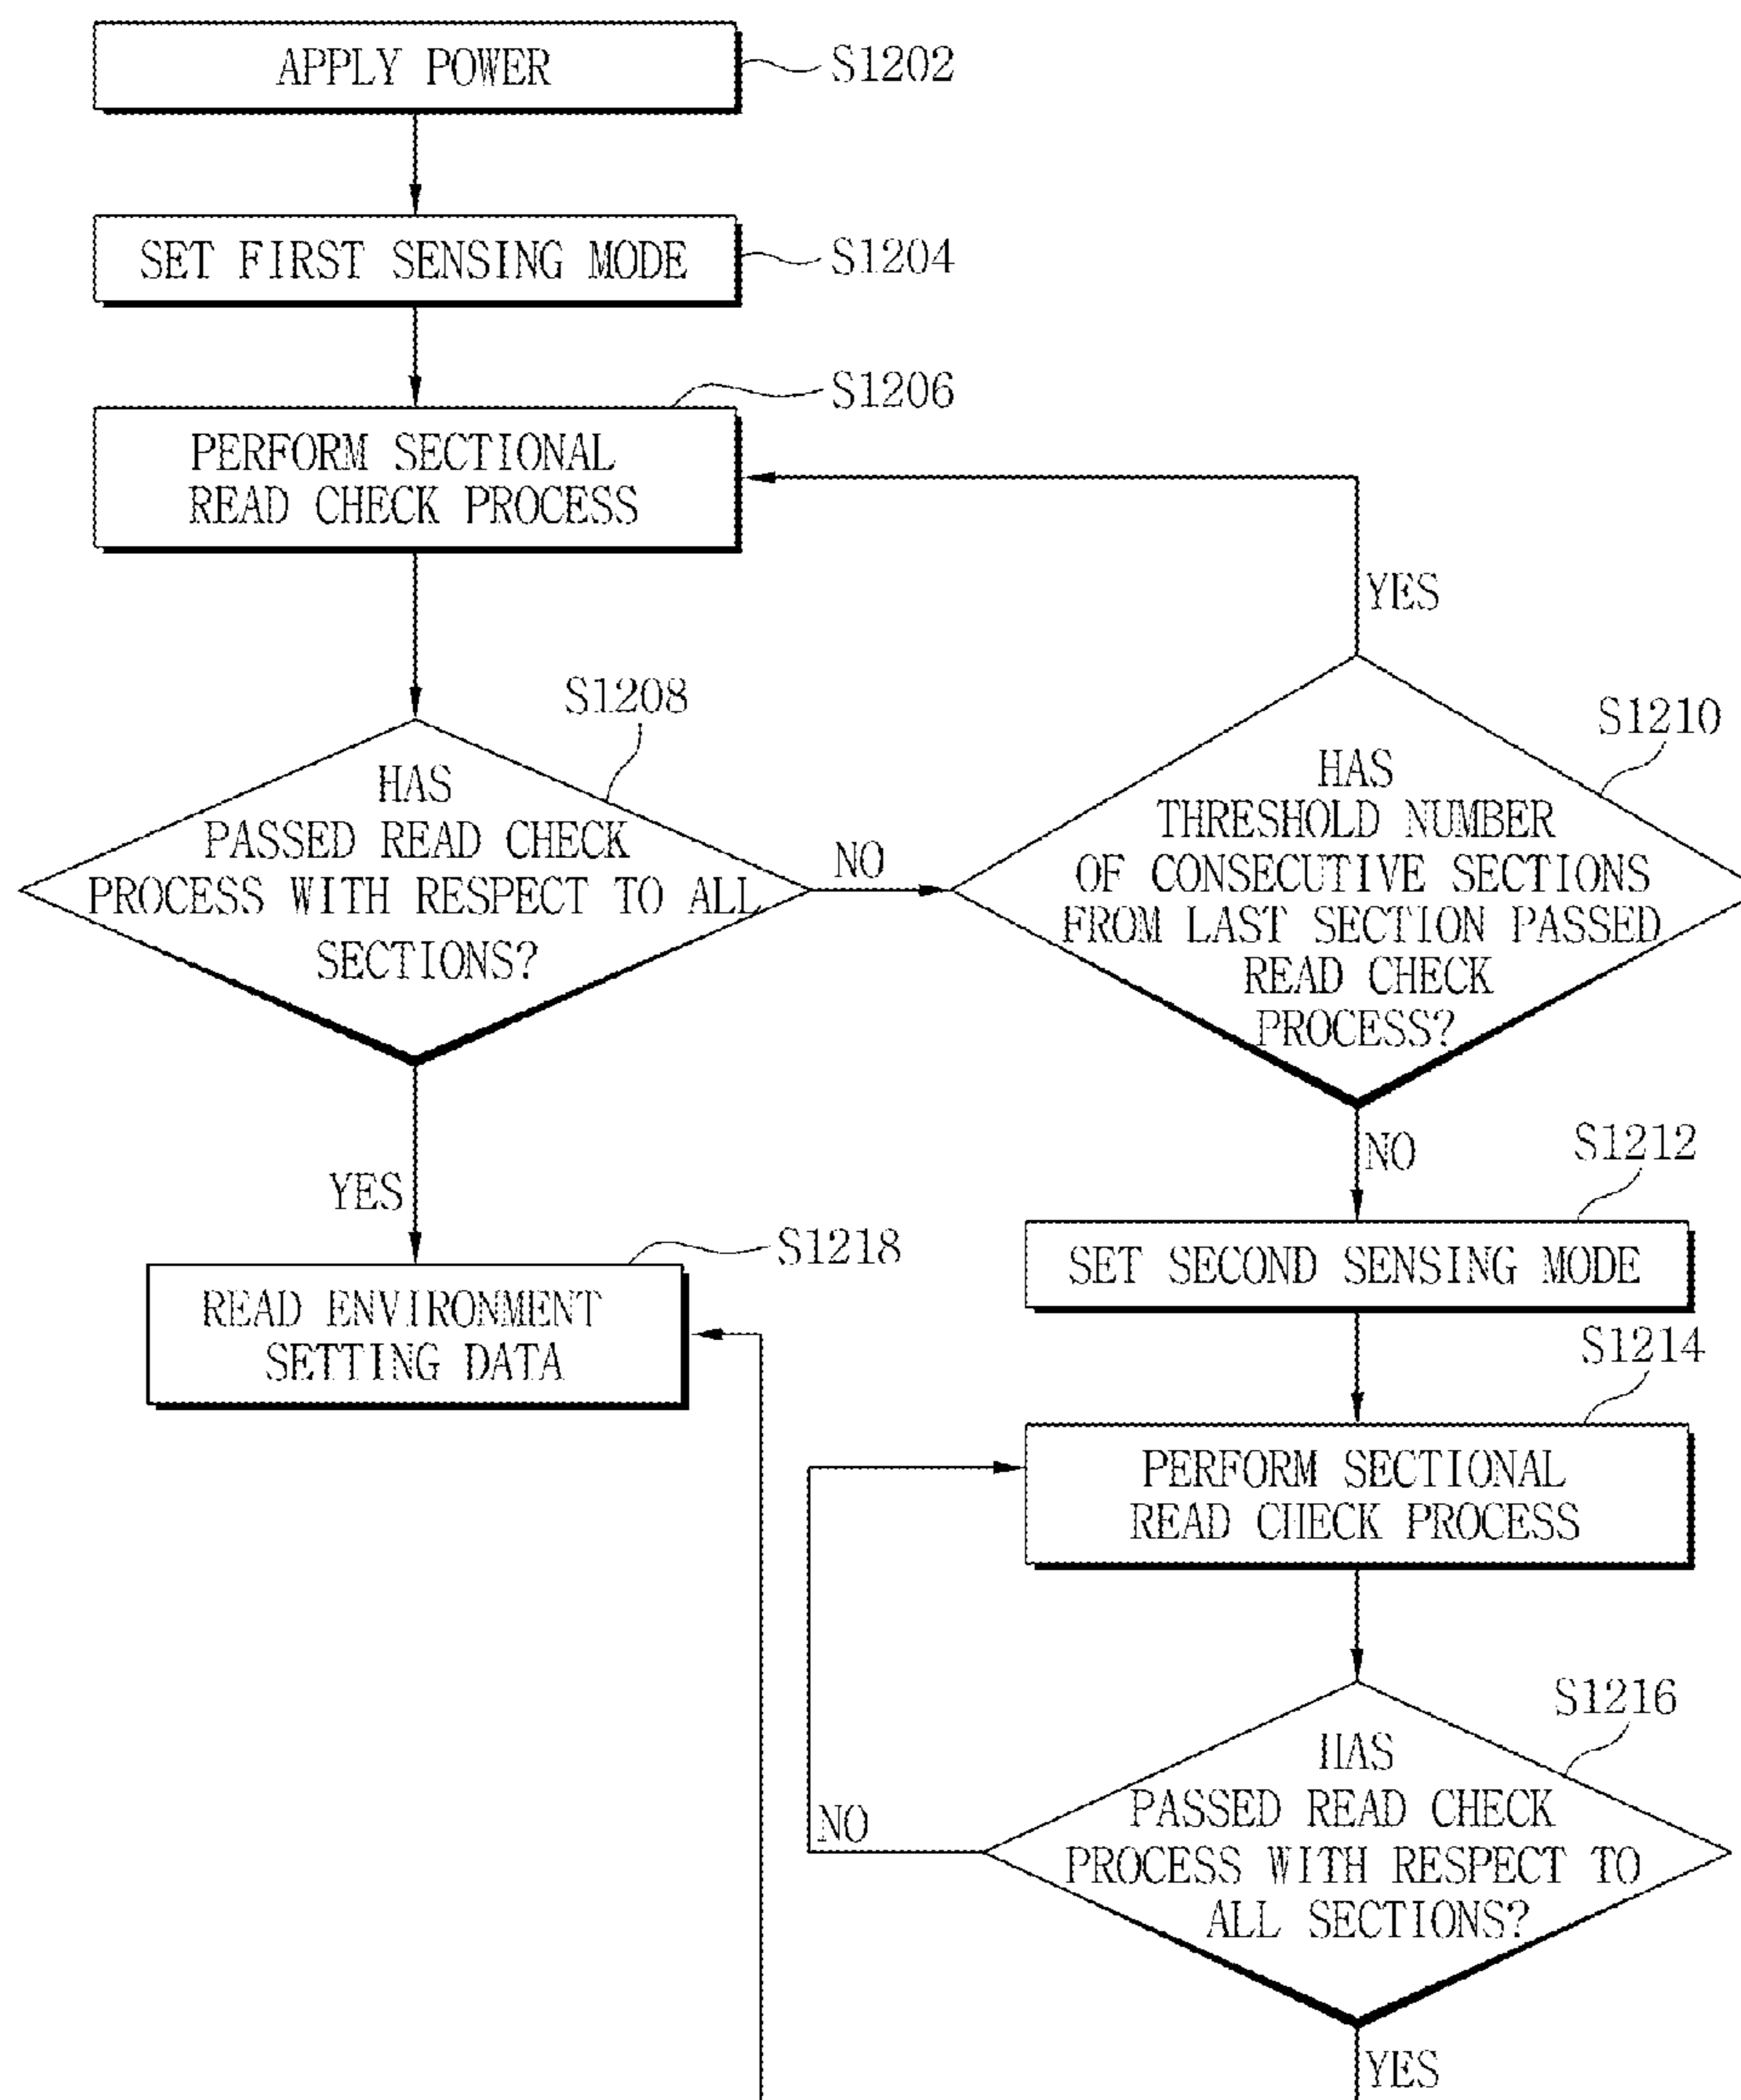 APPLY POWER
S1202
SET FIRST SENSING MODE
S1204
S1206
PERFORM SECTIONAL
READ CHECK PROCESS
YES
S1208
HAS
PASSED READ CHECK
PROCESS WITH RESPECT TO ALL
SECTIONS?
NO
S1210
HAS
THRESHOLD NUMBER
OF CONSECUTIVE SECTIONS
FROM LAST SECTION PASSED
READ CHECK
PROCESS?
YES
NO
S1212
SET SECOND SENSING MODE
S1218
READ ENVIRONMENT
SETTING DATA
S1214
PERFORM SECTIONAL
READ CHECK PROCESS
S1216
HAS
PASSED READ CHECK
PROCESS WITH RESPECT TO
ALL SECTIONS?
NO
YES